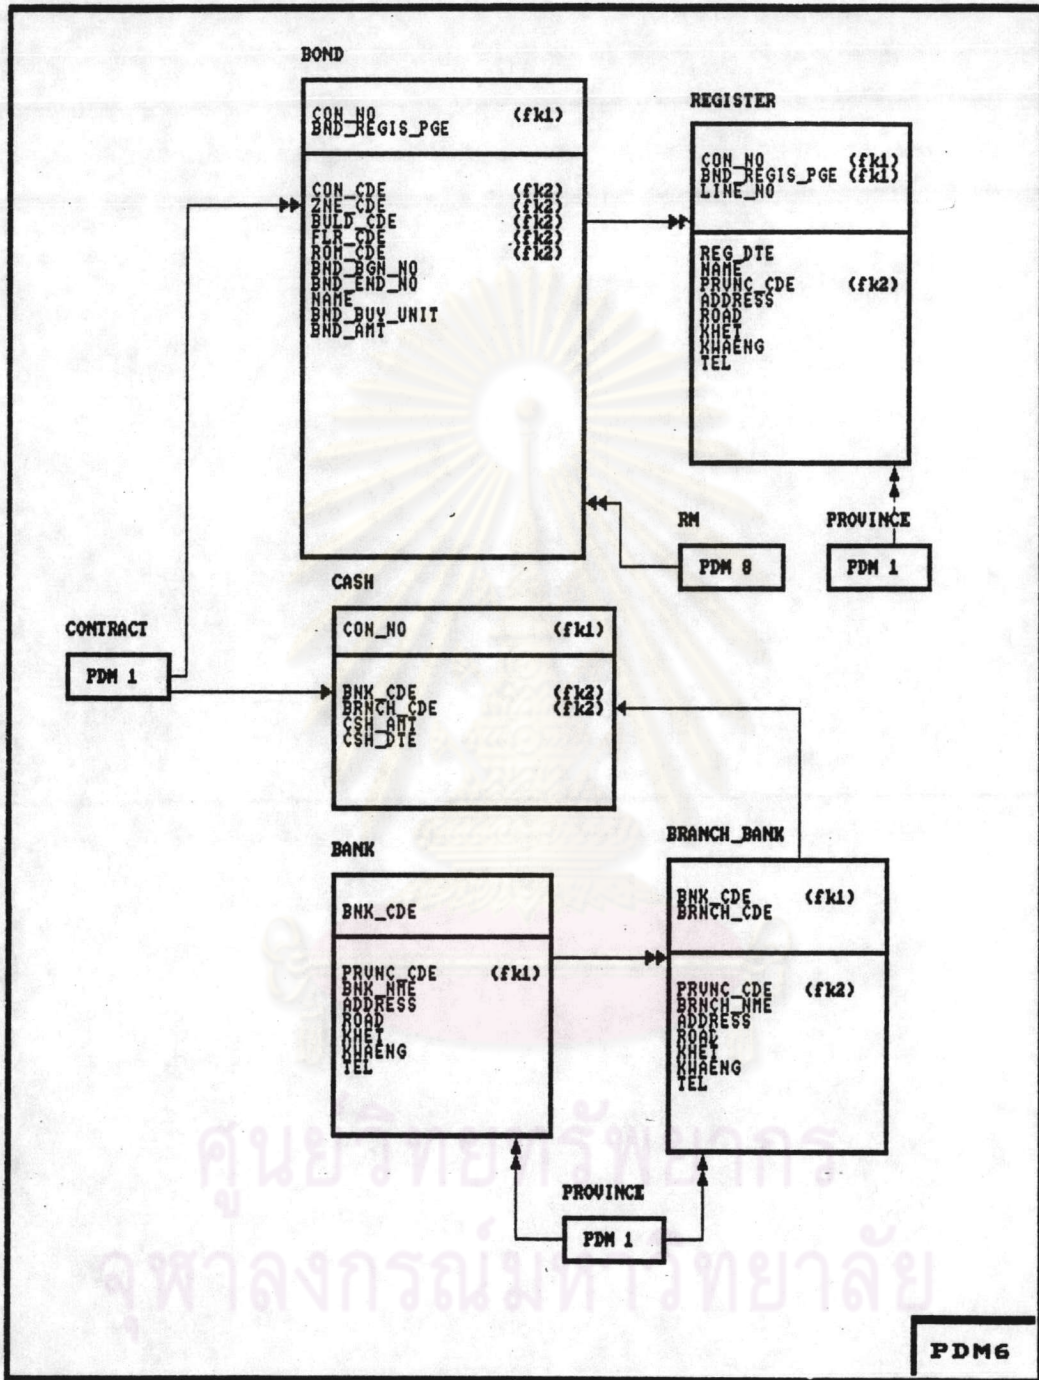 BOND
CON_NO (fk1)
BND_REGIS_PGE
CON_CDE (fk2)
ZNE_CDE (fk2)
BULD_CDE (fk2)
FLR_CDE (fk2)
ROM_CDE (fk2)
BND_BGN_NO
BND_END_NO
NAME
BND_BUY_UNIT
BND_AMT
REGISTER
CON_NO (fk1)
BND_REGIS_PGE (fk1)
LINE_NO
REG_DTE
NAME
PRVNC_CDE (fk2)
ADDRESS
ROAD
KHET
KWAENG
TEL
RM
PDM 8
PROVINCE
PDM 1
CONTRACT
PDM 1
CASH
CON_NO (fk1)
BNK_CDE (fk2)
BRNCH_CDE (fk2)
CSH_AMT
CSH_DTE
BANK
BNK_CDE
PRVNC_CDE (fk1)
BNK_NME
ADDRESS
ROAD
KHET
KHAENG
TEL
BRANCH_BANK
BNK_CDE (fk1)
BRNCH_CDE
PRVNC_CDE (fk2)
BRNCH_NME
ADDRESS
ROAD
KHET
KWAENG
TEL
PROVINCE
PDM 1
ศูนย์วิทยทรัพยากร
จุฬาลงกรณ์มหาวิทยาลัย
PDM6